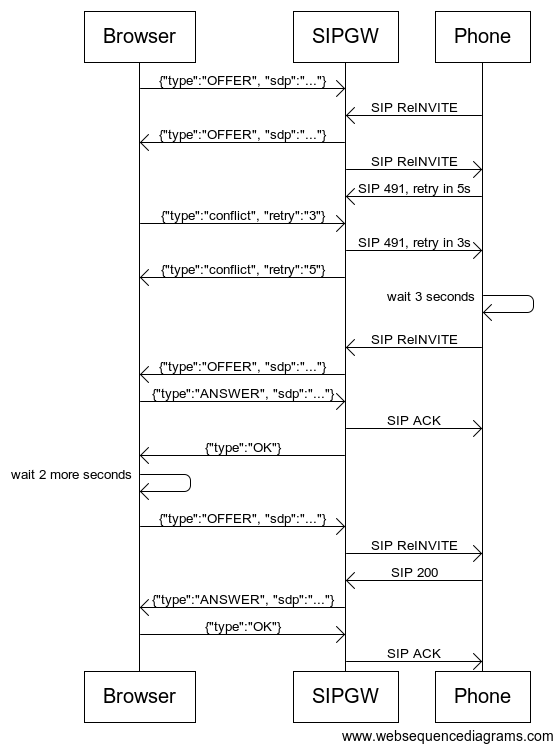 Browser
SIPGW
Phone
{"type":"OFFER", "sdp":"..."}
SIP ReINVITE
{"type":"OFFER", "sdp":"..."}
SIP ReINVITE
SIP 491, retry in 5s
{"type":"conflict", "retry":"3"}
SIP 491, retry in 3s
{"type":"conflict", "retry":"5"}
wait 3 seconds
SIP ReINVITE
{"type":"OFFER", "sdp":"..."}
{"type":"ANSWER", "sdp":"..."}
SIP ACK
{"type":"OK"}
wait 2 more seconds
{"type":"OFFER", "sdp":"..."}
SIP ReINVITE
SIP 200
{"type":"ANSWER", "sdp":"..."}
{"type":"OK"}
SIP ACK
Browser
SIPGW
Phone
www.websequencediagrams.com